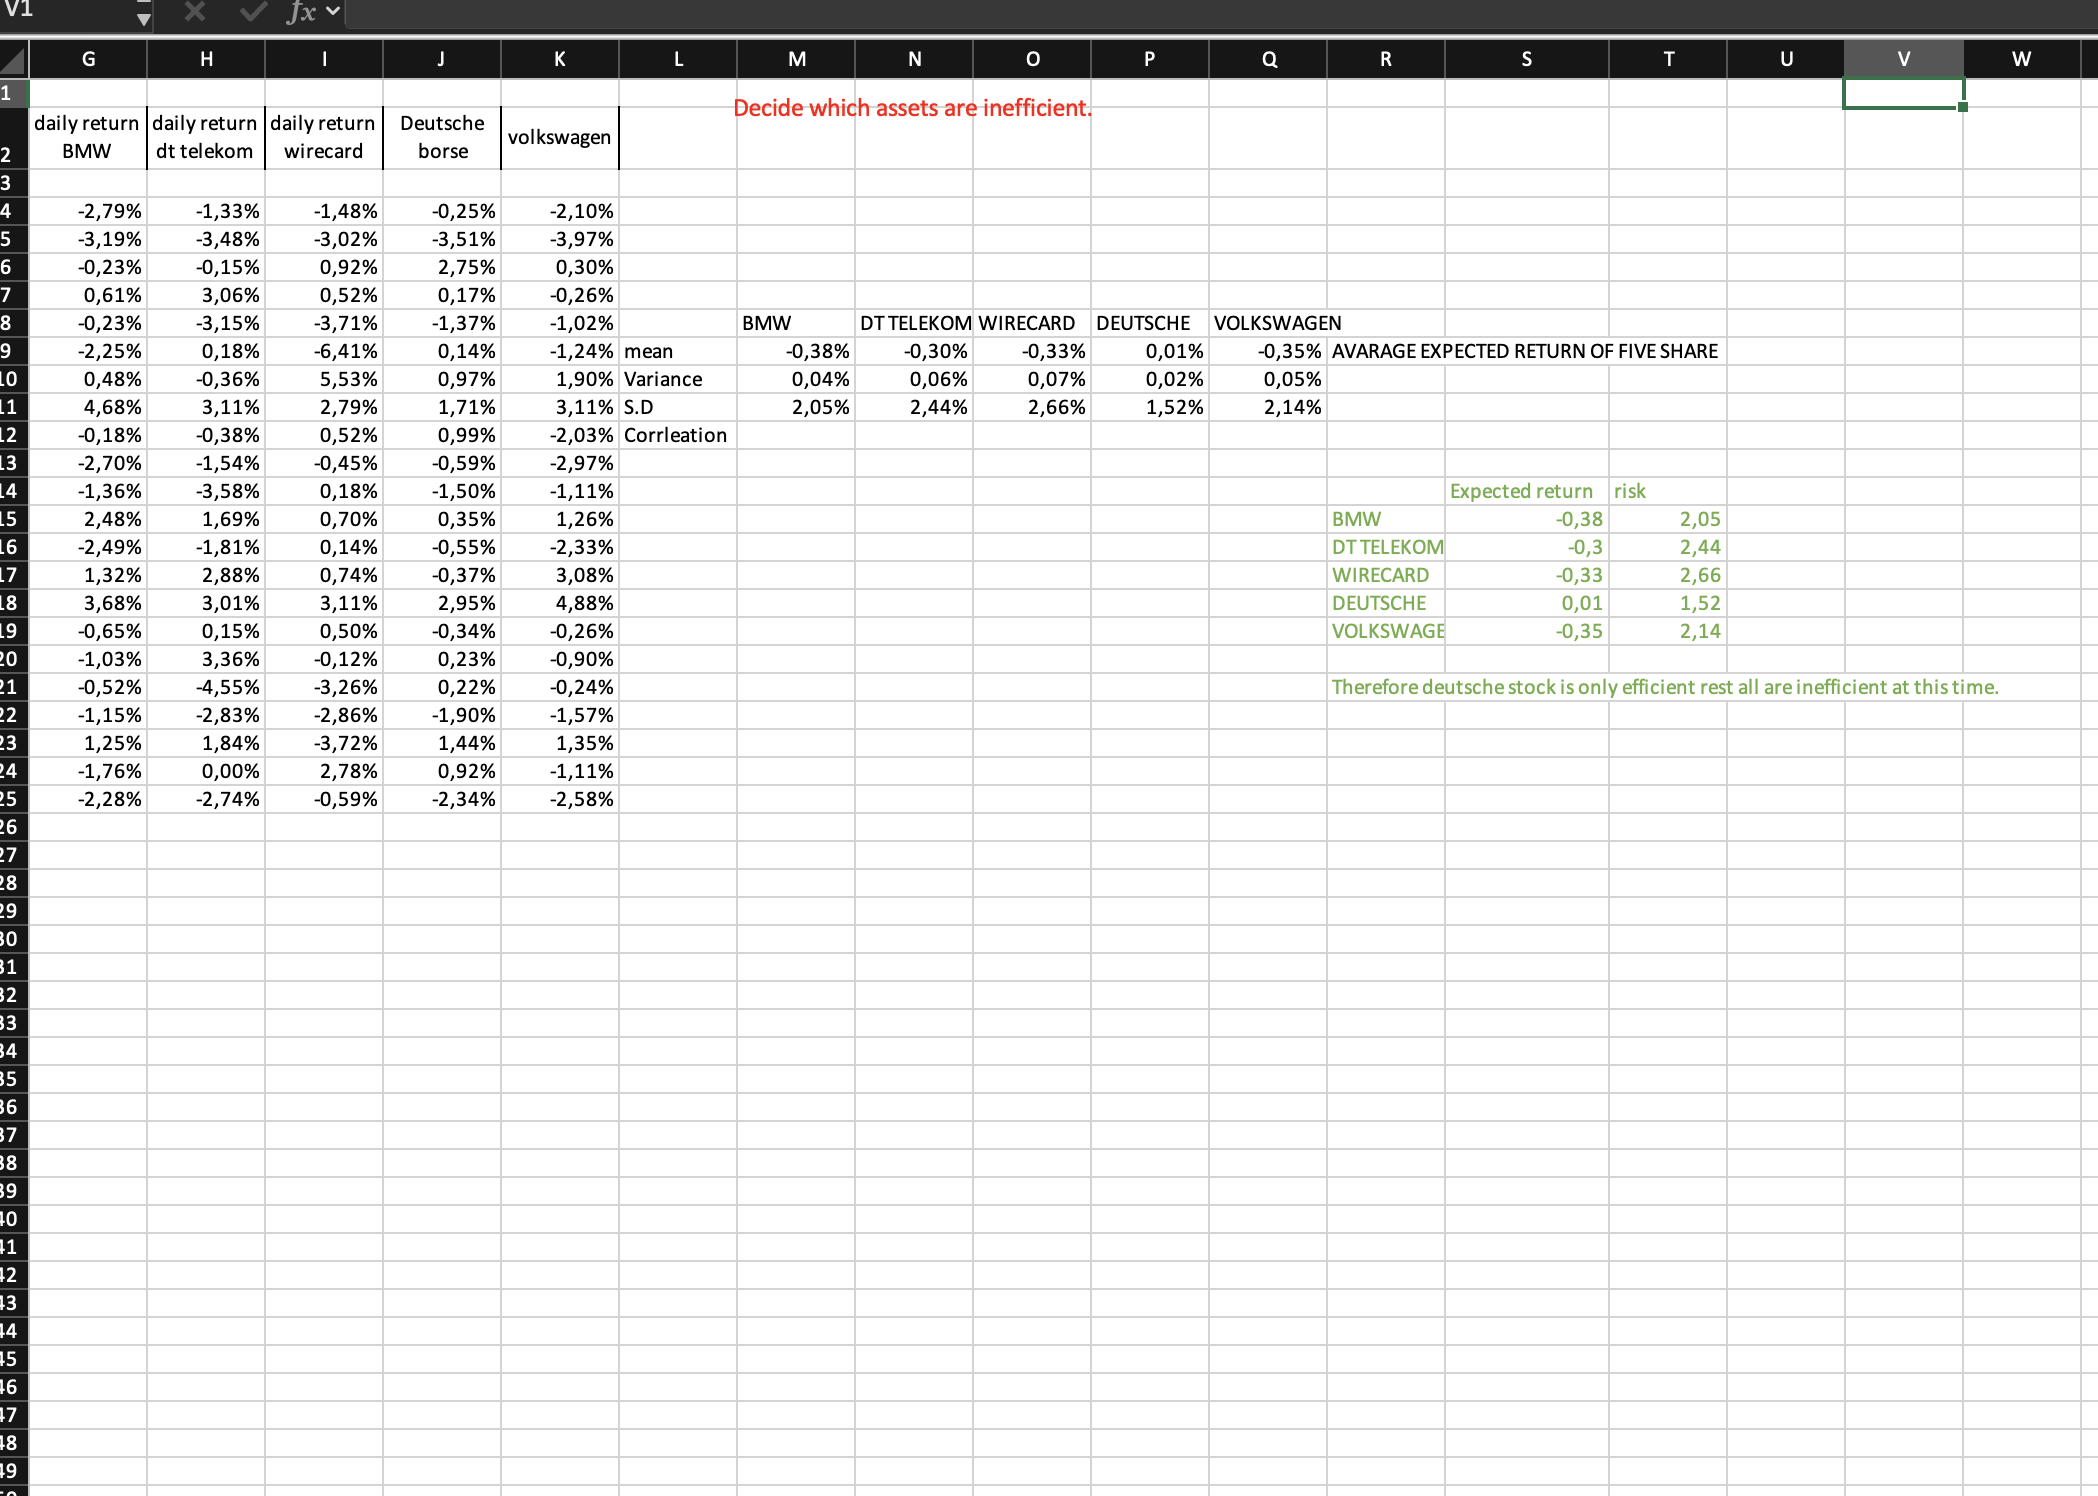 V1 fx
G H I J K L M N O P Q R S T U V W
1 Decide which assets are inefficient.
daily return daily return daily return Deutsche volkswagen
2 BMW dt telekom wirecard borse
3
4 -2,79% -1,33% -1,48% -0,25% -2,10%
5 -3,19% -3,48% -3,02% -3,51% -3,97%
6 -0,23% -0,15% 0,92% 2,75% 0,30%
7 0,61% 3,06% 0,52% 0,17% -0,26%
8 -0,23% -3,15% -3,71% -1,37% -1,02% BMW DT TELEKOM WIRECARD DEUTSCHE VOLKSWAGEN
9 -2,25% 0,18% -6,41% 0,14% -1,24% mean -0,38% -0,30% -0,33% 0,01% -0,35% AVARAGE EXPECTED RETURN OF FIVE SHARE
10 0,48% -0,36% 5,53% 0,97% 1,90% Variance 0,04% 0,06% 0,07% 0,02% 0,05%
11 4,68% 3,11% 2,79% 1,71% 3,11% S.D 2,05% 2,44% 2,66% 1,52% 2,14%
12 -0,18% -0,38% 0,52% 0,99% -2,03% Corrleation
13 -2,70% -1,54% -0,45% -0,59% -2,97%
14 -1,36% -3,58% 0,18% -1,50% -1,11% Expected return risk
15 2,48% 1,69% 0,70% 0,35% 1,26% BMW -0,38 2,05
16 -2,49% -1,81% 0,14% -0,55% -2,33% DT TELEKOM -0,3 2,44
17 1,32% 2,88% 0,74% -0,37% 3,08% WIRECARD -0,33 2,66
18 3,68% 3,01% 3,11% 2,95% 4,88% DEUTSCHE 0,01 1,52
19 -0,65% 0,15% 0,50% -0,34% -0,26% VOLKSWAGE -0,35 2,14
20 -1,03% 3,36% -0,12% 0,23% -0,90%
21 -0,52% -4,55% -3,26% 0,22% -0,24% Therefore deutsche stock is only efficient rest all are inefficient at this time.
22 -1,15% -2,83% -2,86% -1,90% -1,57%
23 1,25% 1,84% -3,72% 1,44% 1,35%
24 -1,76% 0,00% 2,78% 0,92% -1,11%
25 -2,28% -2,74% -0,59% -2,34% -2,58%
26
27
28
29
30
31
32
33
34
35
36
37
38
39
40
41
42
43
44
45
46
47
48
49